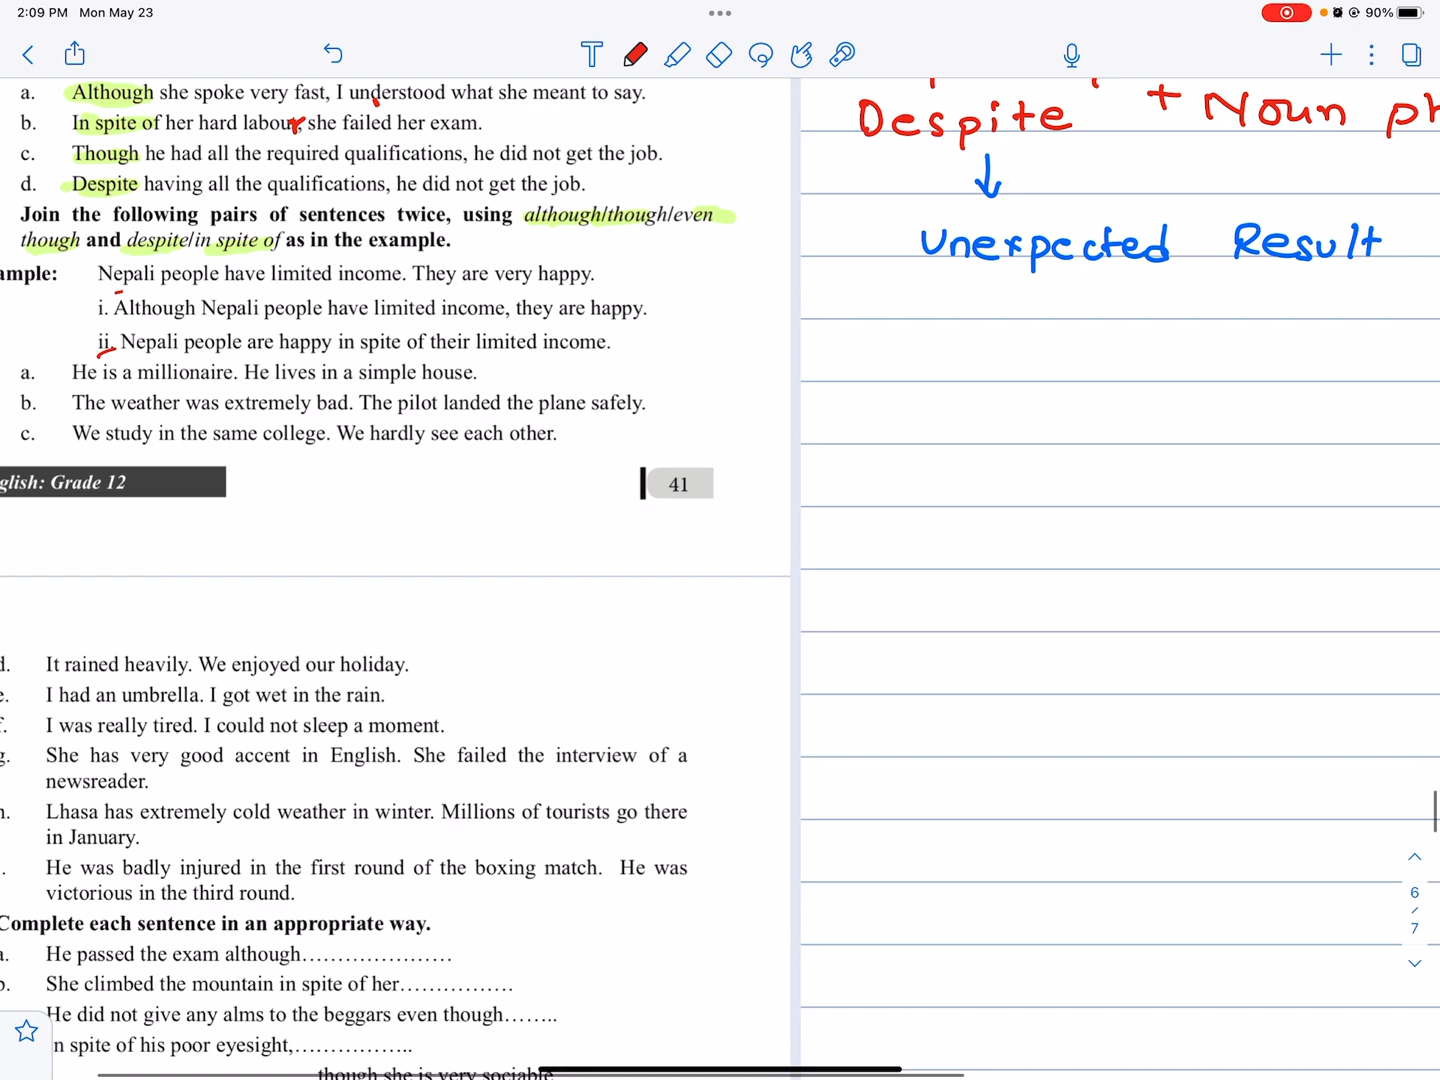 2:09 PM Mon May 23
90%
a. Although she spoke very fast, I understood what she meant to say.
b. In spite of her hard labour, she failed her exam.
c. Though he had all the required qualifications, he did not get the job.
d. Despite having all the qualifications, he did not get the job.
Join the following pairs of sentences twice, using although/though/even
though and despite/in spite of as in the example.
ample: Nepali people have limited income. They are very happy.
i. Although Nepali people have limited income, they are happy.
ii. Nepali people are happy in spite of their limited income.
a. He is a millionaire. He lives in a simple house.
b. The weather was extremely bad. The pilot landed the plane safely.
c. We study in the same college. We hardly see each other.
glish: Grade 12
41
d. It rained heavily. We enjoyed our holiday.
e. I had an umbrella. I got wet in the rain.
f. I was really tired. I could not sleep a moment.
g. She has very good accent in English. She failed the interview of a
newsreader.
h. Lhasa has extremely cold weather in winter. Millions of tourists go there
in January.
. He was badly injured in the first round of the boxing match. He was
victorious in the third round.
Complete each sentence in an appropriate way.
a. He passed the exam although.....................
b. She climbed the mountain in spite of her................
He did not give any alms to the beggars even though........
n spite of his poor eyesight,.................
though she is very sociable
Despite + Noun ph
Unexpected Result
6
/
7